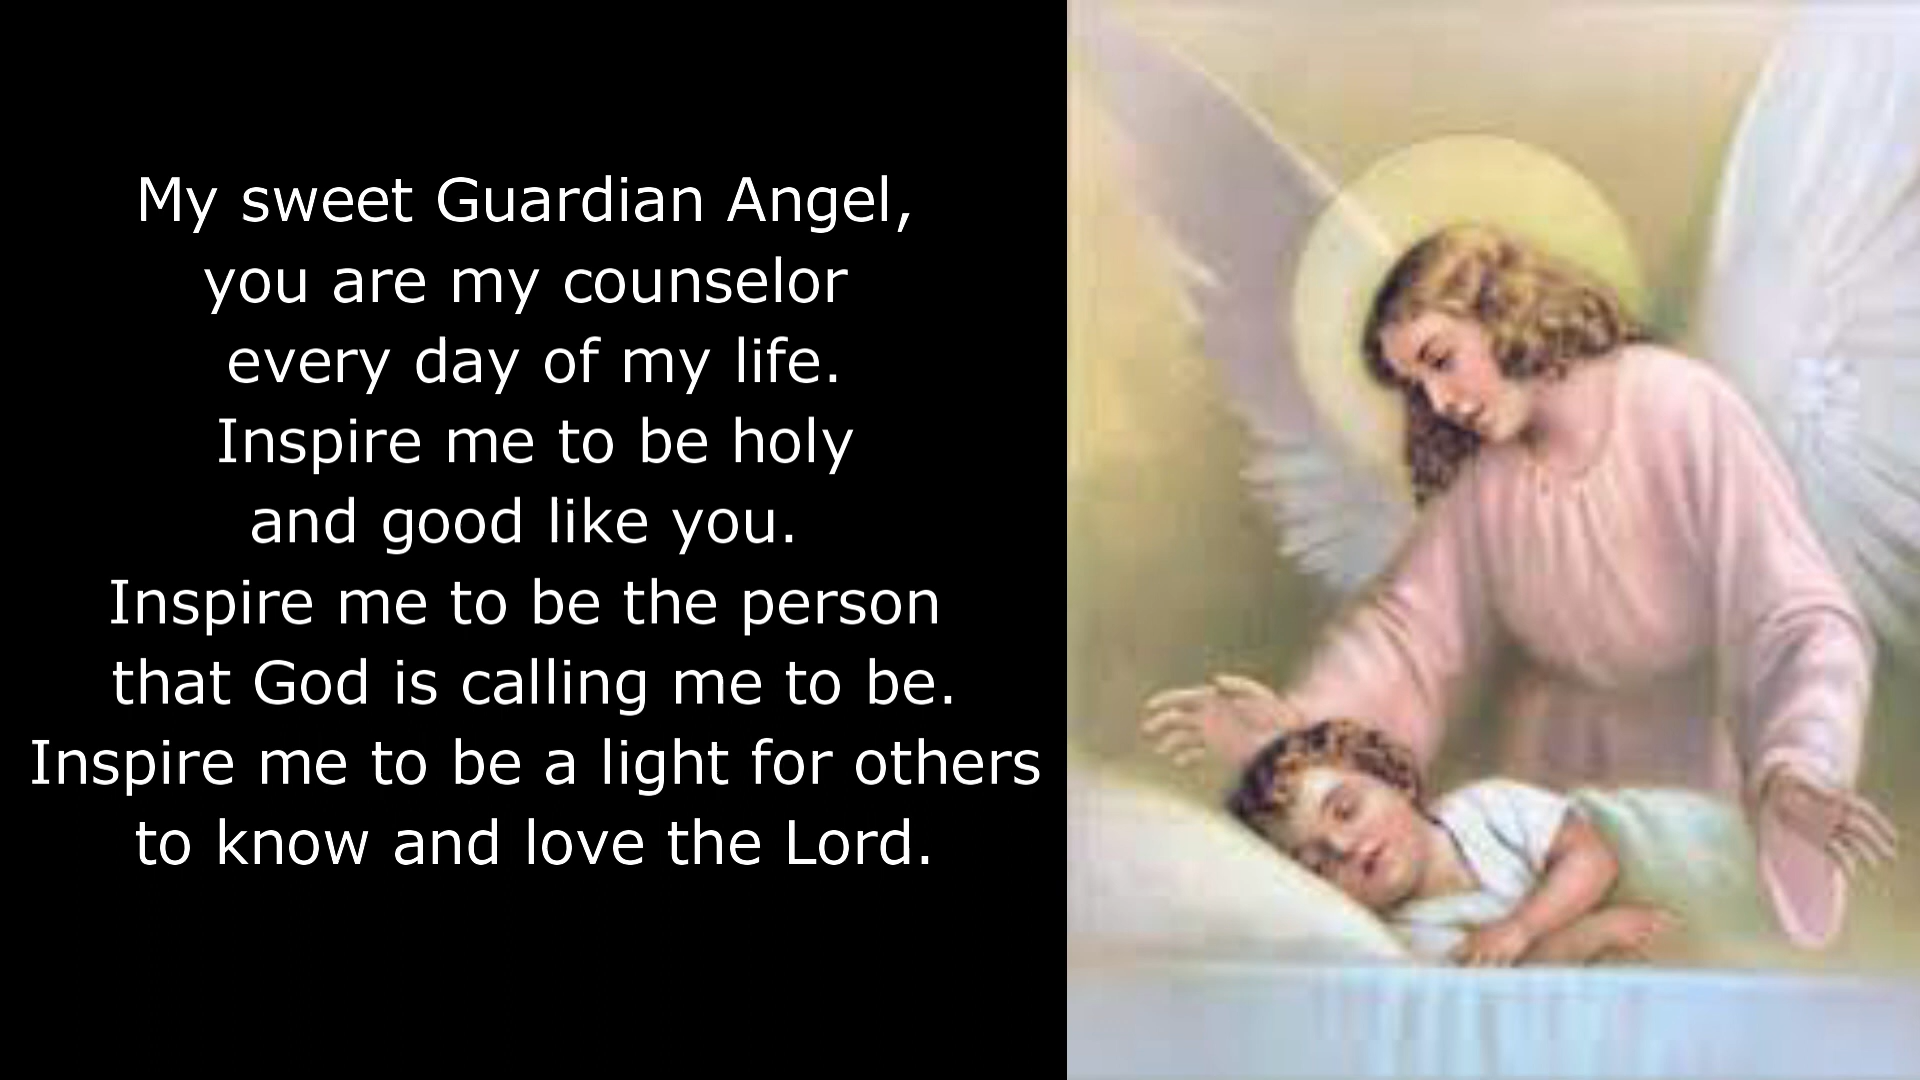 My sweet Guardian Angel,
you are my counselor
every day of my life.
Inspire me to be holy
and good like you.
Inspire me to be the person
that God is calling me to be.
Inspire me to be a light for others
to know and love the Lord.